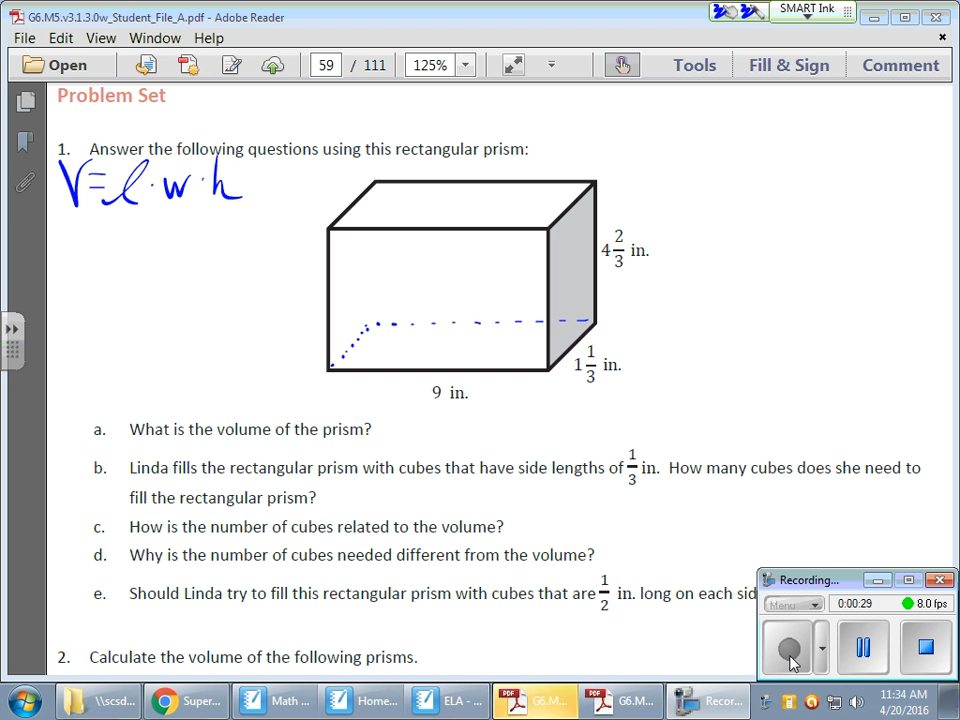 G6.M5.v3.1.3.0w_Student_File_A.pdf - Adobe Reader
SMART Ink
File Edit View Window Help
Open 59 / 111 125% Tools Fill & Sign Comment
Problem Set
1. Answer the following questions using this rectangular prism:
V = l · w · h
4 2/3 in.
1 1/3 in.
9 in.
a. What is the volume of the prism?
b. Linda fills the rectangular prism with cubes that have side lengths of 1/3 in. How many cubes does she need to
fill the rectangular prism?
c. How is the number of cubes related to the volume?
d. Why is the number of cubes needed different from the volume?
e. Should Linda try to fill this rectangular prism with cubes that are 1/2 in. long on each sid
2. Calculate the volume of the following prisms.
Recording...
Menu 0:00:29 8.0 fps
\\scsd... Super... Math ... Home... ELA - ... G6.M... G6.M... Recor...
11:34 AM
4/20/2016